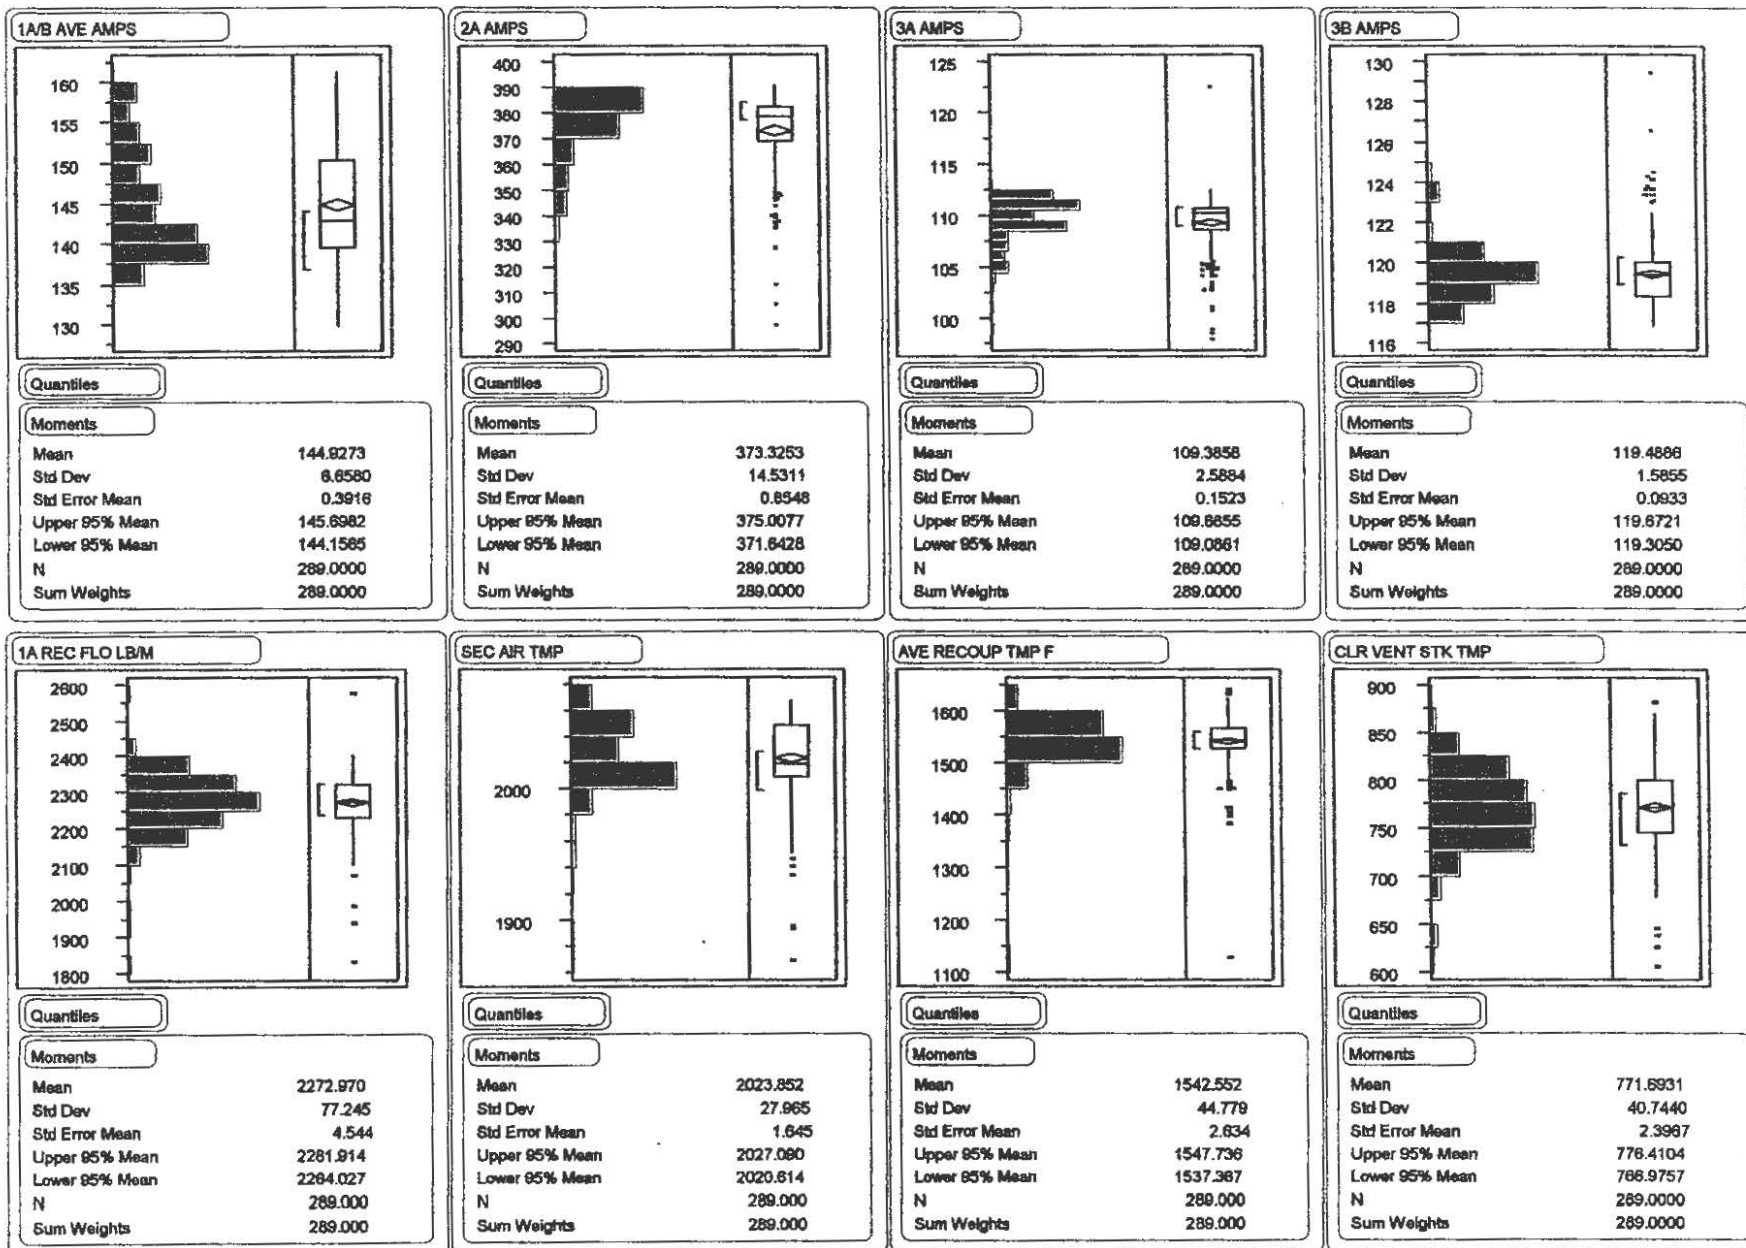 1A/B AVE AMPS
160
155
150
145
140
135
130
Quantiles
Moments
Mean 144.9273
Std Dev 6.6580
Std Error Mean 0.3916
Upper 95% Mean 145.6982
Lower 95% Mean 144.1565
N 289.0000
Sum Weights 289.0000
2A AMPS
400
390
380
370
360
350
340
330
320
310
300
290
Quantiles
Moments
Mean 373.3253
Std Dev 14.5311
Std Error Mean 0.8548
Upper 95% Mean 375.0077
Lower 95% Mean 371.6428
N 289.0000
Sum Weights 289.0000
3A AMPS
125
120
115
110
105
100
Quantiles
Moments
Mean 109.3858
Std Dev 2.5884
Std Error Mean 0.1523
Upper 95% Mean 109.6855
Lower 95% Mean 109.0861
N 289.0000
Sum Weights 289.0000
3B AMPS
130
128
126
124
122
120
118
116
Quantiles
Moments
Mean 119.4886
Std Dev 1.5855
Std Error Mean 0.0933
Upper 95% Mean 119.6721
Lower 95% Mean 119.3050
N 289.0000
Sum Weights 289.0000
1A REC FLO LB/M
2600
2500
2400
2300
2200
2100
2000
1900
1800
Quantiles
Moments
Mean 2272.970
Std Dev 77.245
Std Error Mean 4.544
Upper 95% Mean 2281.914
Lower 95% Mean 2264.027
N 289.000
Sum Weights 289.000
SEC AIR TMP
2000
1900
Quantiles
Moments
Mean 2023.852
Std Dev 27.965
Std Error Mean 1.645
Upper 95% Mean 2027.090
Lower 95% Mean 2020.614
N 289.000
Sum Weights 289.000
AVE RECOUP TMP F
1600
1500
1400
1300
1200
1100
Quantiles
Moments
Mean 1542.552
Std Dev 44.779
Std Error Mean 2.634
Upper 95% Mean 1547.736
Lower 95% Mean 1537.367
N 289.000
Sum Weights 289.000
CLR VENT STK TMP
900
850
800
750
700
650
600
Quantiles
Moments
Mean 771.6931
Std Dev 40.7440
Std Error Mean 2.3967
Upper 95% Mean 776.4104
Lower 95% Mean 766.9757
N 289.0000
Sum Weights 289.0000